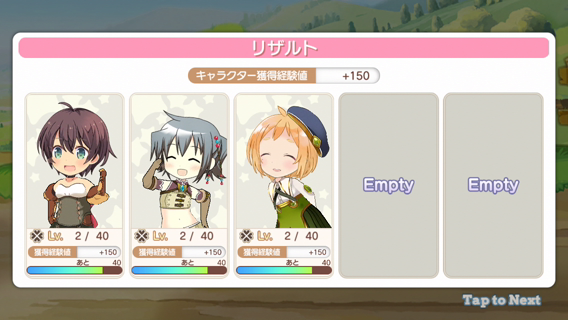 リザルト
キャラクター獲得経験値 +150
Lv. 2 / 40
獲得経験値 +150
あと 40
Lv. 2 / 40
獲得経験値 +150
あと 40
Lv. 2 / 40
獲得経験値 +150
あと 40
Empty
Empty
Tap to Next